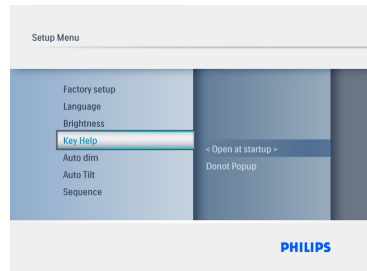 Setup Menu
Factory setup
Language
Brightness
Key Help
< Open at startup >
Auto dim
Donot Popup
Auto Tilt
Sequence
PHILIPS